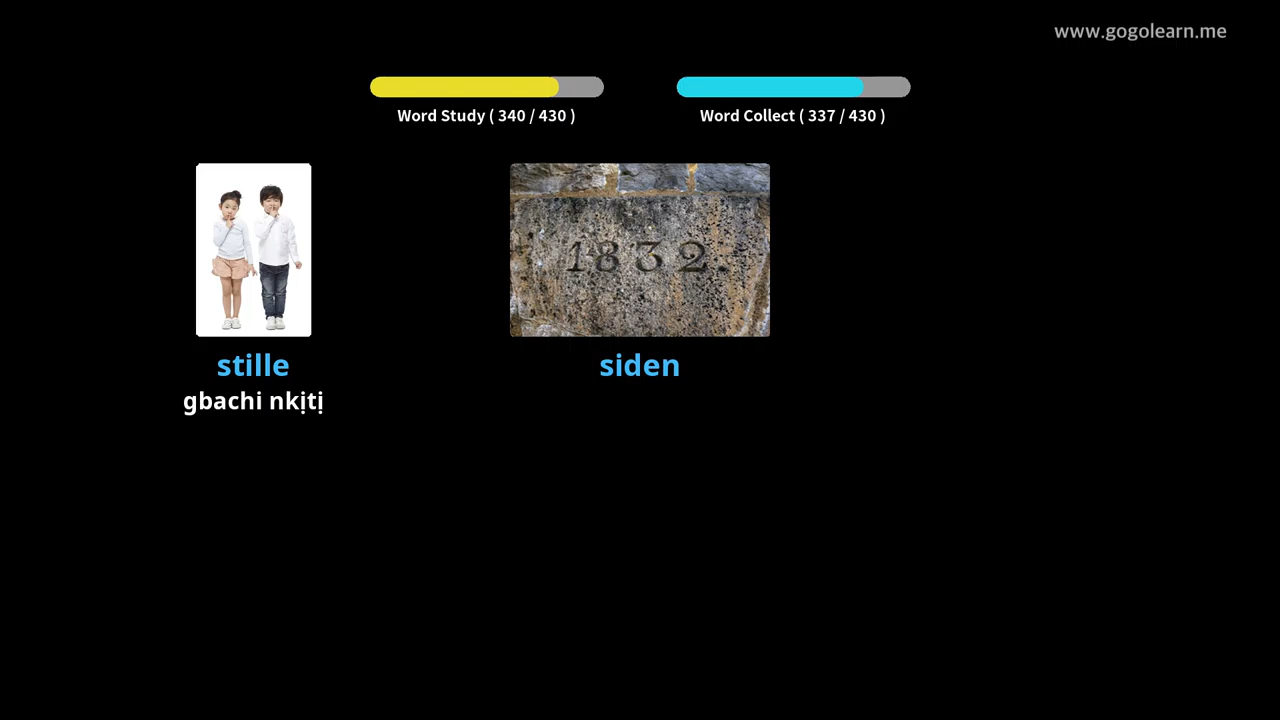 www.gogolearn.me
Word Study ( 340 / 430 )
Word Collect ( 337 / 430 )
1832.
stille
siden
gbachi nkịtị